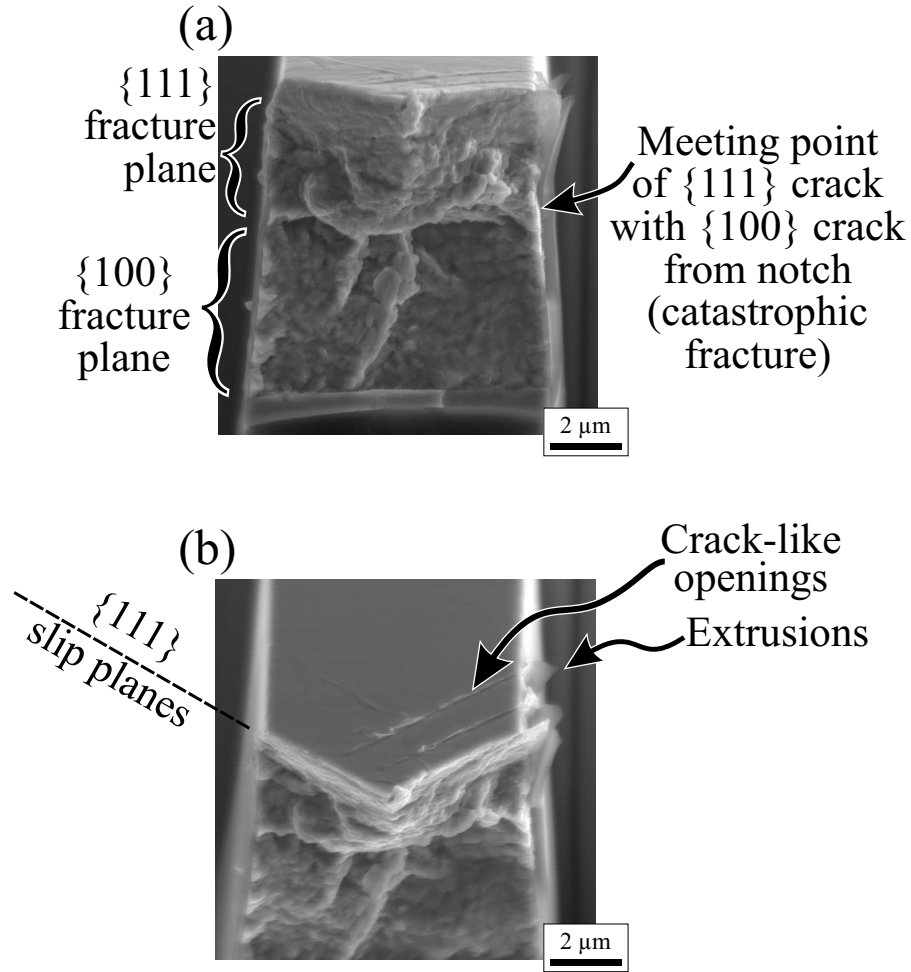 (a)
{111}
fracture
plane
{100}
fracture
plane
Meeting point
of {111} crack
with {100} crack
from notch
(catastrophic
fracture)
2 µm
(b)
{111}
slip planes
Crack-like
openings
Extrusions
2 µm